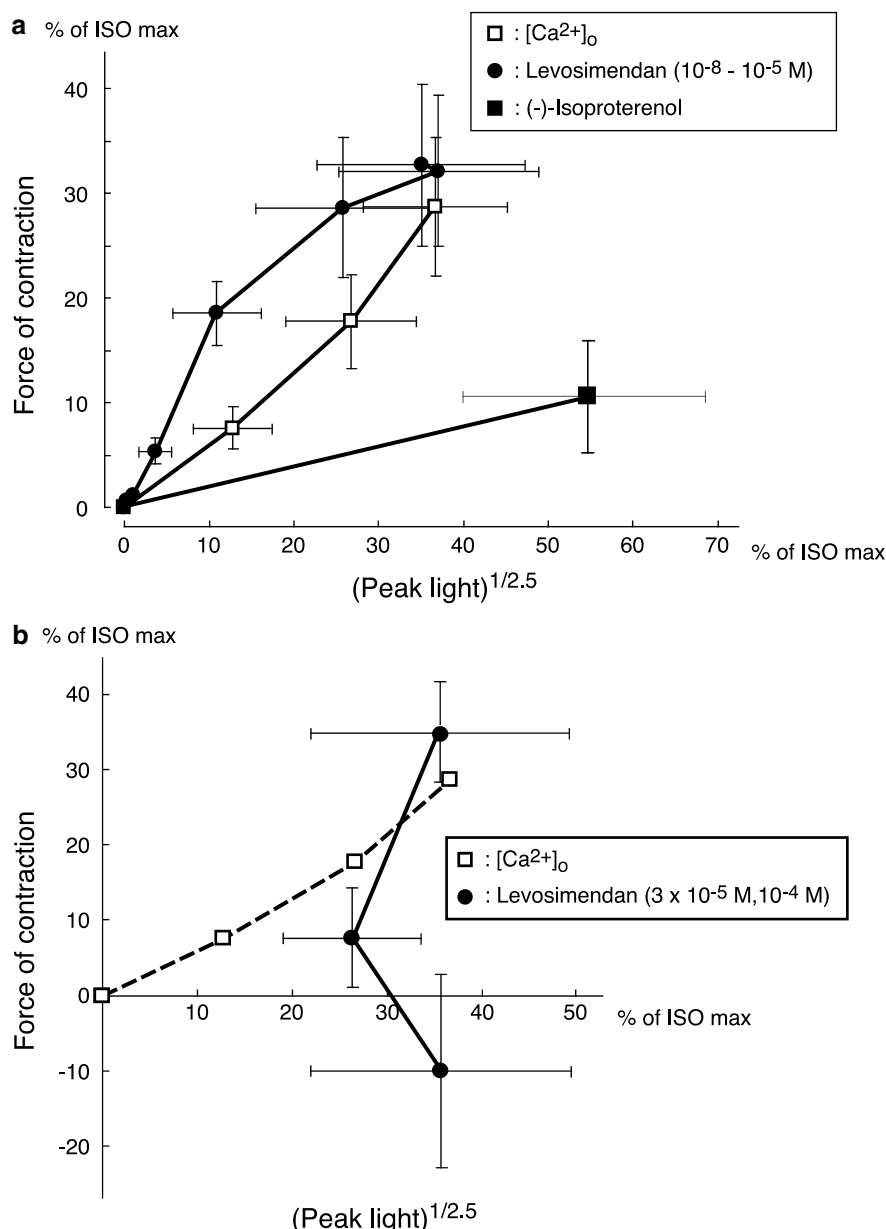 a % of ISO max
[Ca2+]o
Levosimendan (10-8 - 10-5 M)
(-)-Isoproterenol
Force of contraction
40
30
20
10
0
0 10 20 30 40 50 60 70
% of ISO max
(Peak light)1/2.5
b % of ISO max
[Ca2+]o
Levosimendan (3 x 10-5 M,10-4 M)
Force of contraction
40
30
20
10
0
-10
-20
10 20 30 40 50
% of ISO max
(Peak light)1/2.5